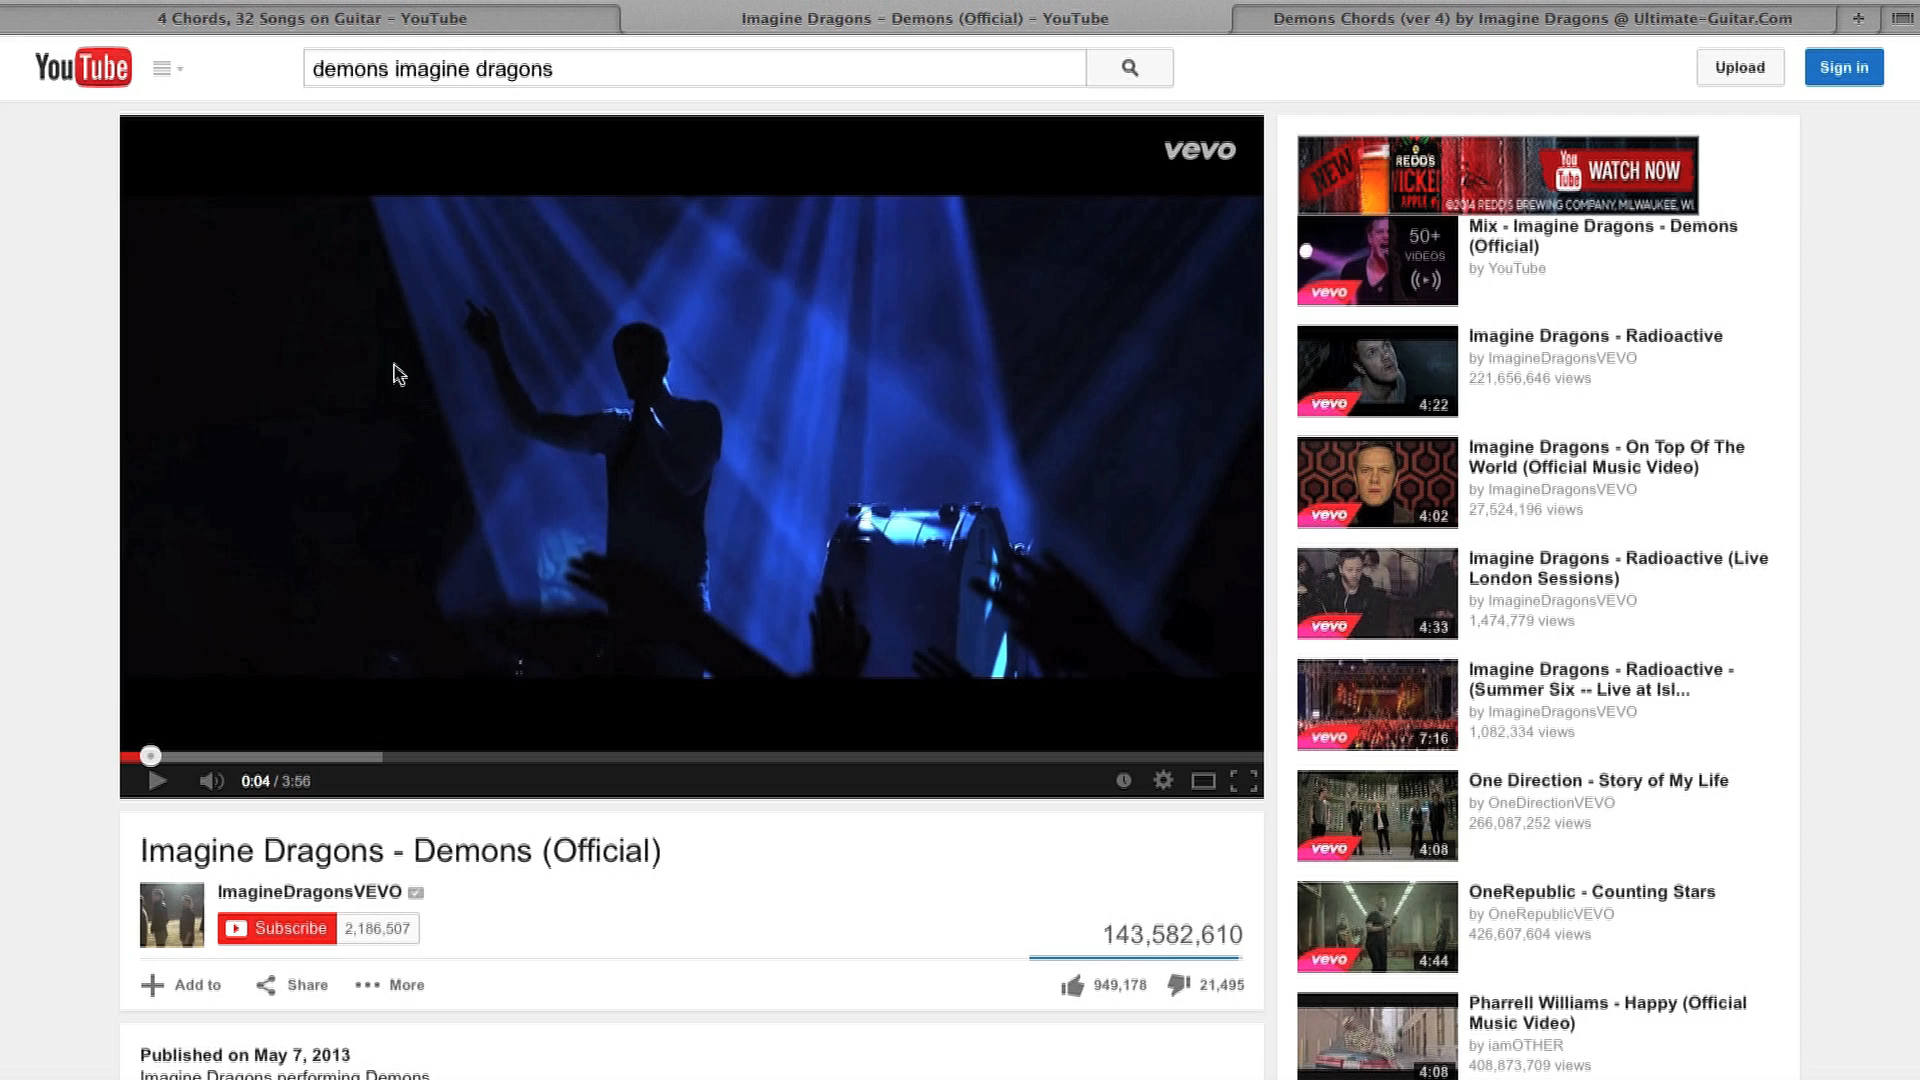 4 Chords, 32 Songs on Guitar – YouTube
Imagine Dragons – Demons (Official) – YouTube
Demons Chords (ver 4) by Imagine Dragons @ Ultimate-Guitar.Com
YouTube
demons imagine dragons
Upload
Sign in
vevo
NEW
REDD'S
WICKED
APPLE
YouTube WATCH NOW
©2014 REDD'S BREWING COMPANY, MILWAUKEE, WI
50+
VIDEOS
vevo
Mix - Imagine Dragons - Demons
(Official)
by YouTube
vevo
4:22
Imagine Dragons - Radioactive
by ImagineDragonsVEVO
221,656,646 views
vevo
4:02
Imagine Dragons - On Top Of The
World (Official Music Video)
by ImagineDragonsVEVO
27,524,196 views
vevo
4:33
Imagine Dragons - Radioactive (Live
London Sessions)
by ImagineDragonsVEVO
1,474,779 views
vevo
7:16
Imagine Dragons - Radioactive -
(Summer Six -- Live at Isl...
by ImagineDragonsVEVO
1,082,334 views
vevo
4:08
One Direction - Story of My Life
by OneDirectionVEVO
266,087,252 views
vevo
4:44
OneRepublic - Counting Stars
by OneRepublicVEVO
426,607,604 views
4:08
Pharrell Williams - Happy (Official
Music Video)
by iamOTHER
408,873,709 views
0:04 / 3:56
Imagine Dragons - Demons (Official)
ImagineDragonsVEVO
Subscribe 2,186,507
143,582,610
Add to
Share
More
949,178
21,495
Published on May 7, 2013
Imagine Dragons performing Demons